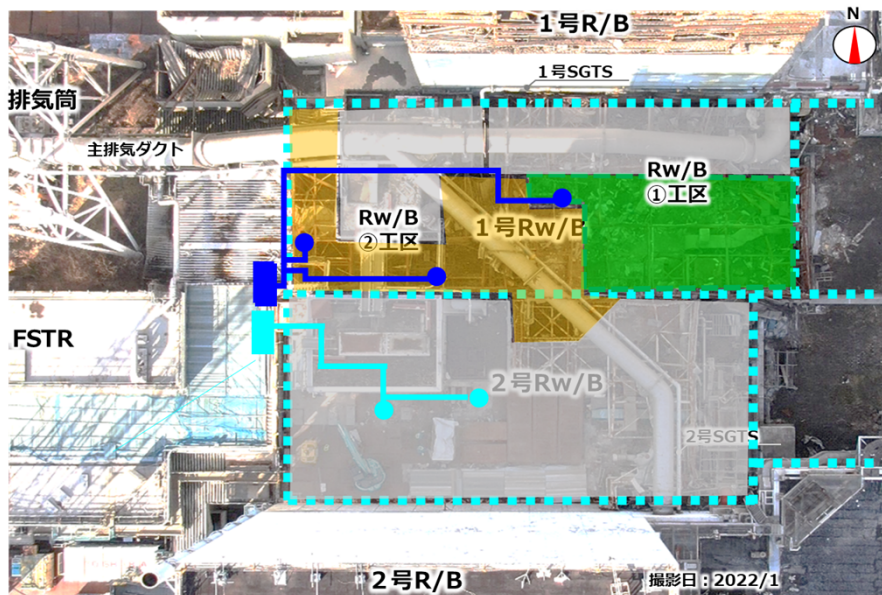 1号R/B
N
1号SGTS
排気筒
主排気ダクト
Rw/B
①工区
Rw/B
②工区
1号Rw/B
FSTR
2号Rw/B
2号SGTS
2号R/B
撮影日：2022/1